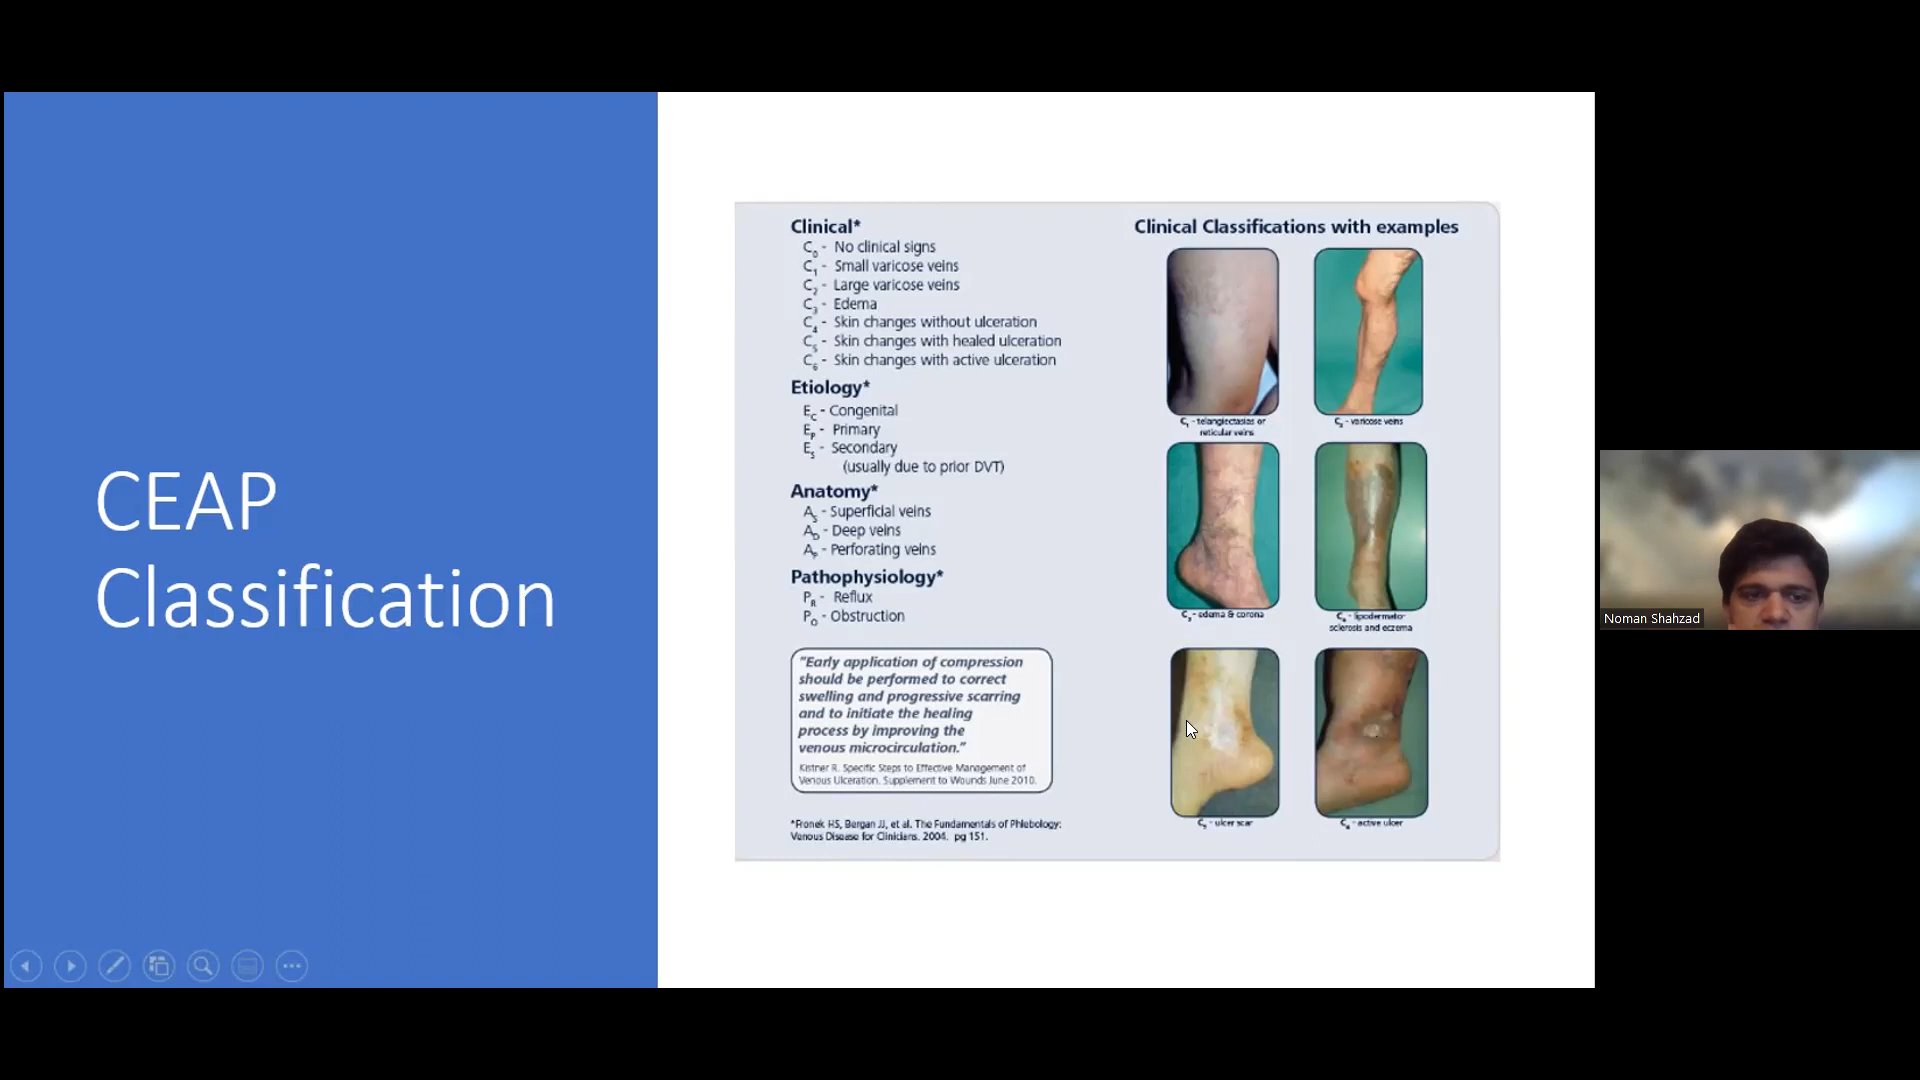 CEAP
Classification
Clinical*
C0 - No clinical signs
C1 - Small varicose veins
C2 - Large varicose veins
C3 - Edema
C4 - Skin changes without ulceration
C5 - Skin changes with healed ulceration
C6 - Skin changes with active ulceration
Etiology*
EC - Congenital
EP - Primary
ES - Secondary
(usually due to prior DVT)
Anatomy*
AS - Superficial veins
AD - Deep veins
AP - Perforating veins
Pathophysiology*
PR - Reflux
PO - Obstruction
"Early application of compression
should be performed to correct
swelling and progressive scarring
and to initiate the healing
process by improving the
venous microcirculation."
Kistner R. Specific Steps to Effective Management of
Venous Ulceration. Supplement to Wounds June 2010.
*Fronek HS, Bergan JJ, et al. The Fundamentals of Phlebology:
Venous Disease for Clinicians. 2004. pg 151.
Clinical Classifications with examples
C1 - telangiectasias or
reticular veins
C2 - varicose veins
C3 - edema & corona
C4 - lipodermato-
sclerosis and eczema
C5 - ulcer scar
C6 - active ulcer
Noman Shahzad